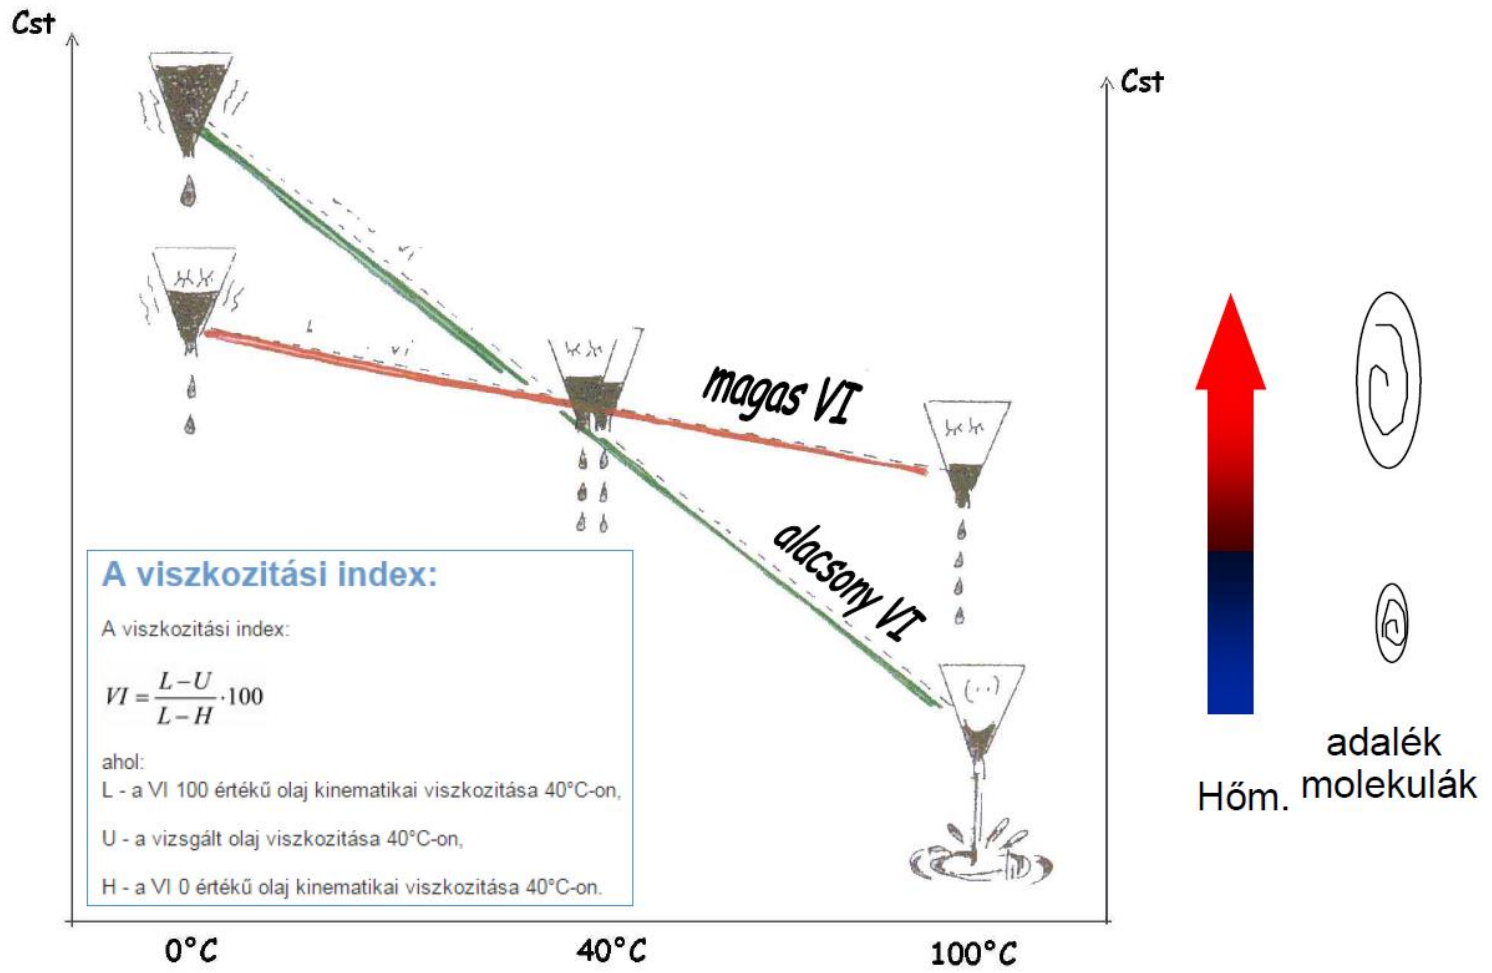 Cst
Cst
magas VI
alacsony VI
A viszkozitási index:
A viszkozitási index:
VI = \frac{L-U}{L-H} \cdot 100
ahol:
L - a VI 100 értékű olaj kinematikai viszkozitása 40°C-on,
U - a vizsgált olaj viszkozitása 40°C-on,
H - a VI 0 értékű olaj kinematikai viszkozitása 40°C-on.
0°C
40°C
100°C
Hőm.
adalék
molekulák